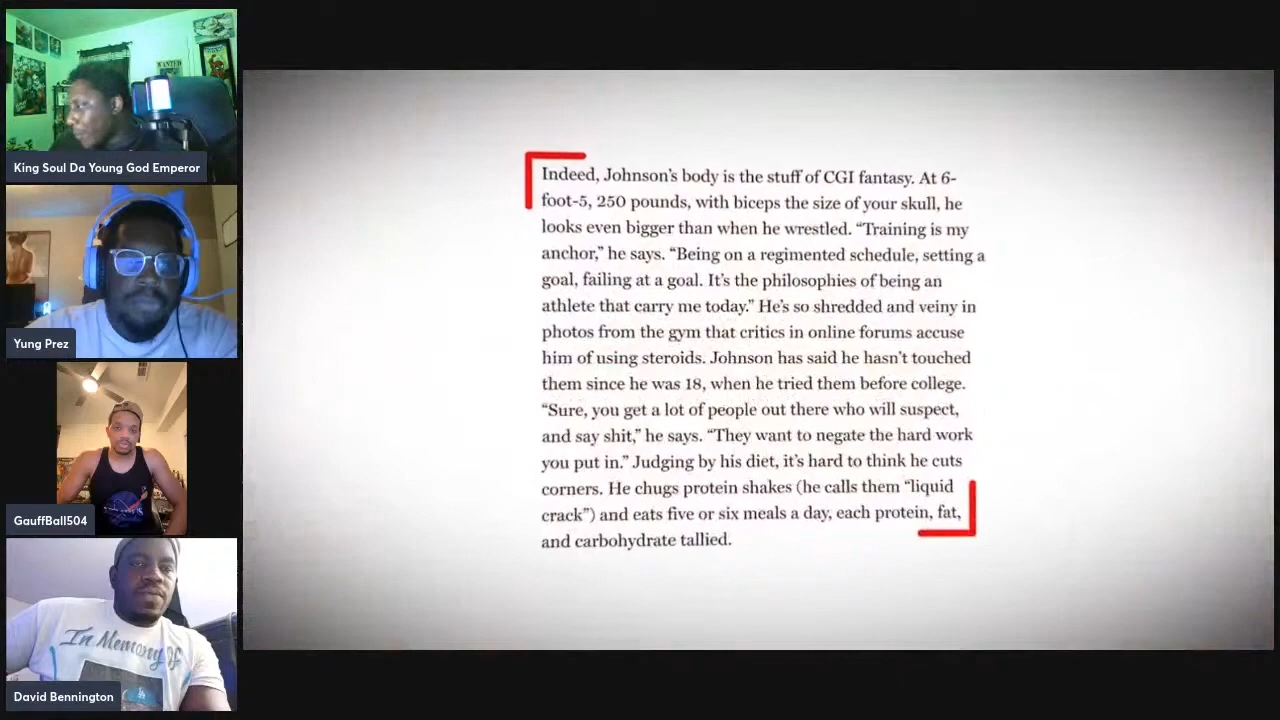 WANTED
King Soul Da Young God Emperor
Yung Prez
GauffBall504
In Memory of
David Bennington
Indeed, Johnson's body is the stuff of CGI fantasy. At 6-
foot-5, 250 pounds, with biceps the size of your skull, he
looks even bigger than when he wrestled. “Training is my
anchor,” he says. “Being on a regimented schedule, setting a
goal, failing at a goal. It's the philosophies of being an
athlete that carry me today.” He's so shredded and veiny in
photos from the gym that critics in online forums accuse
him of using steroids. Johnson has said he hasn't touched
them since he was 18, when he tried them before college.
“Sure, you get a lot of people out there who will suspect,
and say shit,” he says. “They want to negate the hard work
you put in.” Judging by his diet, it's hard to think he cuts
corners. He chugs protein shakes (he calls them “liquid
crack”) and eats five or six meals a day, each protein, fat,
and carbohydrate tallied.